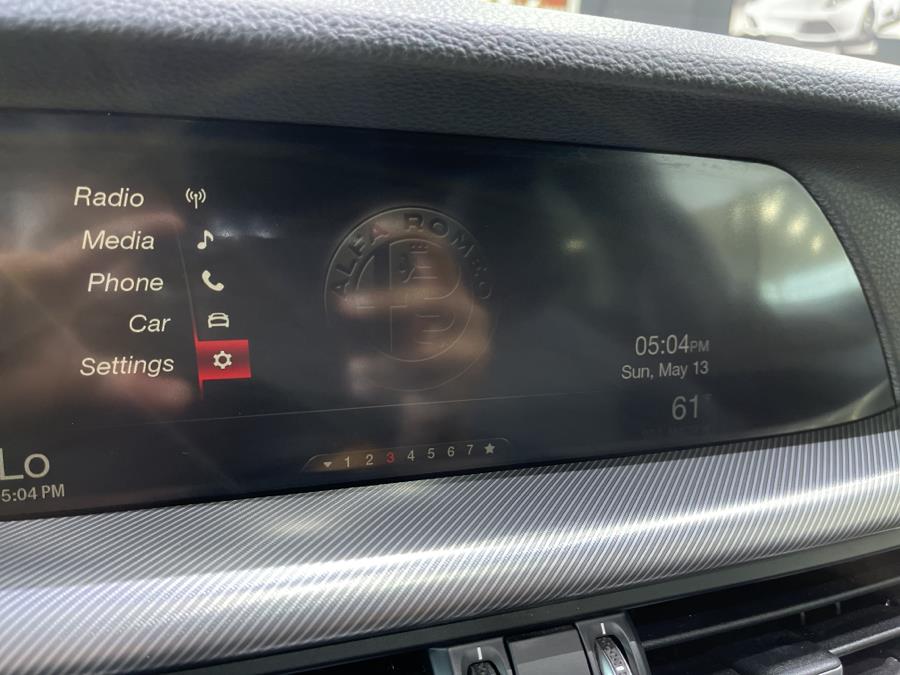 Radio
Media
Phone
Car
Settings
ALFA ROMEO
05:04PM
Sun, May 13
61°
1 2 3 4 5 6 7
LO
5:04 PM